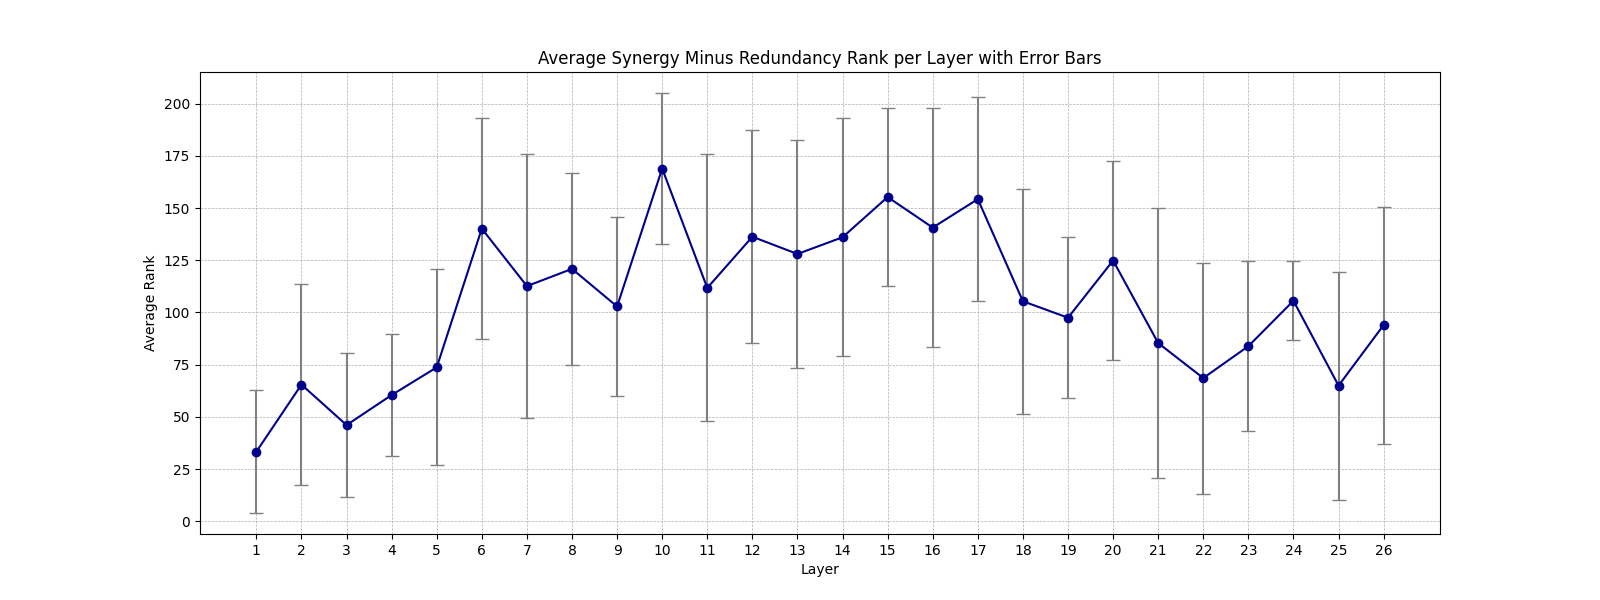 Average Synergy Minus Redundancy Rank per Layer with Error Bars
Average Rank
200
175
150
125
100
75
50
25
0
1 2 3 4 5 6 7 8 9 10 11 12 13 14 15 16 17 18 19 20 21 22 23 24 25 26
Layer